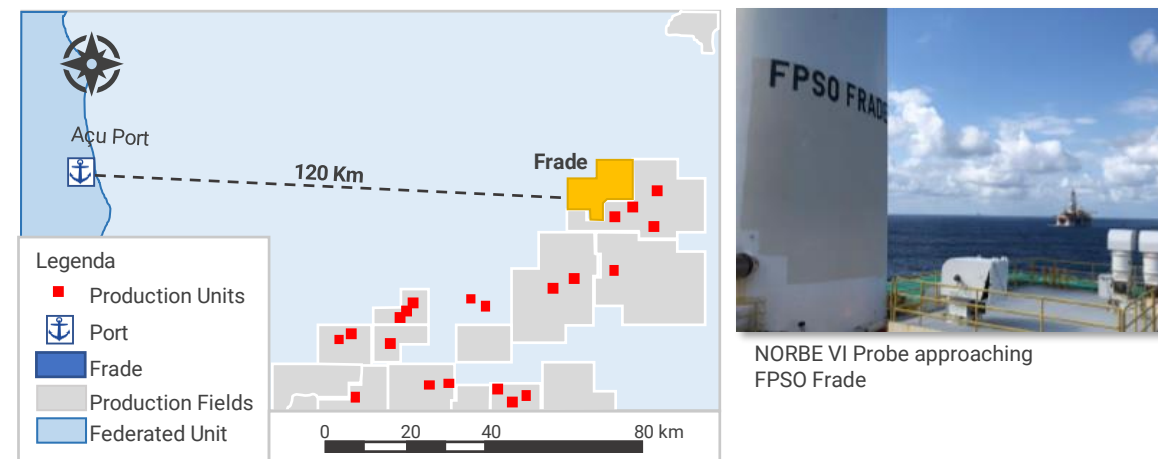 Açu Port
120 Km
Frade
Legenda
Production Units
Port
Frade
Production Fields
Federated Unit
0 20 40 80 km
FPSO FRADE
NORBE VI Probe approaching
FPSO Frade